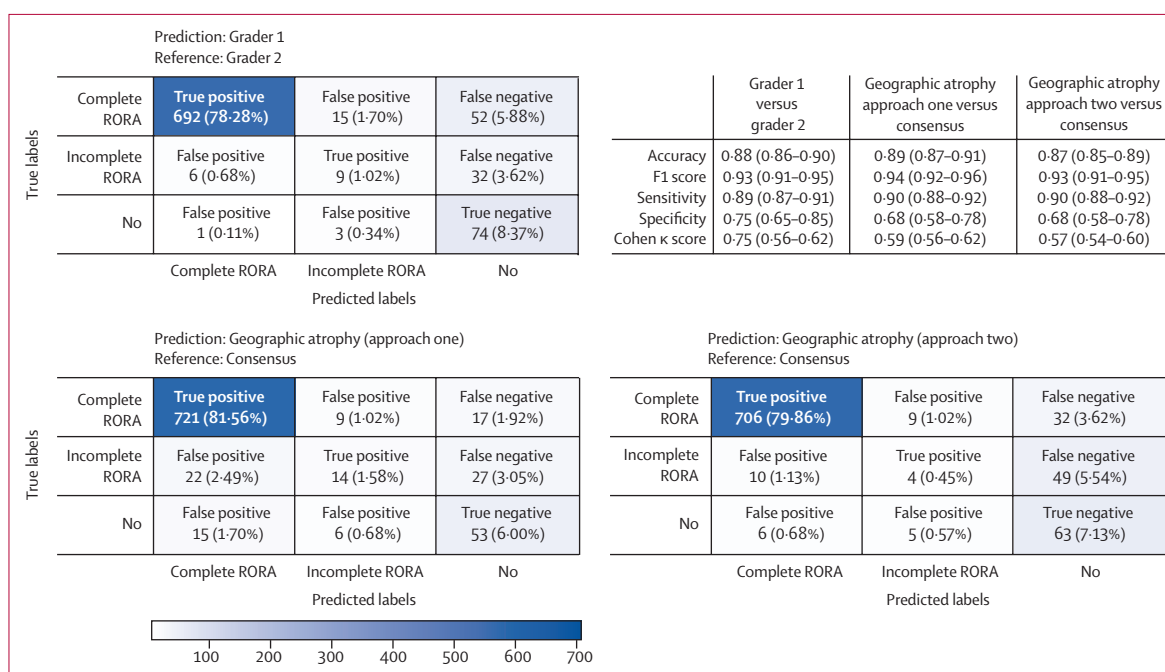 Prediction: Grader 1
Reference: Grader 2
True labels
Complete RORA
True positive 692 (78·28%)
False positive 15 (1·70%)
False negative 52 (5·88%)
Incomplete RORA
False positive 6 (0·68%)
True positive 9 (1·02%)
False negative 32 (3·62%)
No
False positive 1 (0·11%)
False positive 3 (0·34%)
True negative 74 (8·37%)
Complete RORA Incomplete RORA No
Predicted labels
Grader 1 versus grader 2
Geographic atrophy approach one versus consensus
Geographic atrophy approach two versus consensus
Accuracy 0·88 (0·86–0·90) 0·89 (0·87–0·91) 0·87 (0·85–0·89)
F1 score 0·93 (0·91–0·95) 0·94 (0·92–0·96) 0·93 (0·91–0·95)
Sensitivity 0·89 (0·87–0·91) 0·90 (0·88–0·92) 0·90 (0·88–0·92)
Specificity 0·75 (0·65–0·85) 0·68 (0·58–0·78) 0·68 (0·58–0·78)
Cohen κ score 0·75 (0·56–0·62) 0·59 (0·56–0·62) 0·57 (0·54–0·60)
Prediction: Geographic atrophy (approach one)
Reference: Consensus
True labels
Complete RORA
True positive 721 (81·56%)
False positive 9 (1·02%)
False negative 17 (1·92%)
Incomplete RORA
False positive 22 (2·49%)
True positive 14 (1·58%)
False negative 27 (3·05%)
No
False positive 15 (1·70%)
False positive 6 (0·68%)
True negative 53 (6·00%)
Complete RORA Incomplete RORA No
Predicted labels
Prediction: Geographic atrophy (approach two)
Reference: Consensus
Complete RORA
True positive 706 (79·86%)
False positive 9 (1·02%)
False negative 32 (3·62%)
Incomplete RORA
False positive 10 (1·13%)
True positive 4 (0·45%)
False negative 49 (5·54%)
No
False positive 6 (0·68%)
False positive 5 (0·57%)
True negative 63 (7·13%)
Complete RORA Incomplete RORA No
Predicted labels
100 200 300 400 500 600 700